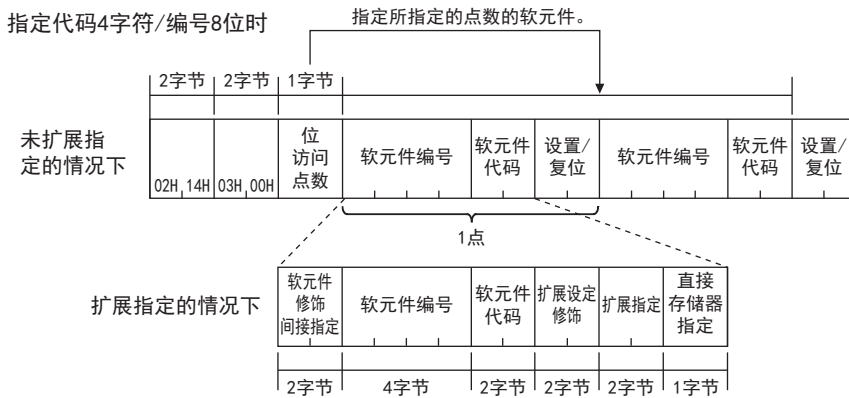 指定代码4字符/编号8位时
指定所指定的点数的软元件。
2字节 2字节 1字节
未扩展指
定的情况下
02H,14H 03H,00H
位
访问
点数
软元件编号
软元件
代码
设置/
复位
软元件编号
软元件
代码
设置/
复位
1点
扩展指定的情况下
软元件
修饰
间接指定
软元件编号
软元件
代码
扩展设定
修饰
扩展指定
直接
存储器
指定
2字节 4字节 2字节 2字节 2字节 1字节